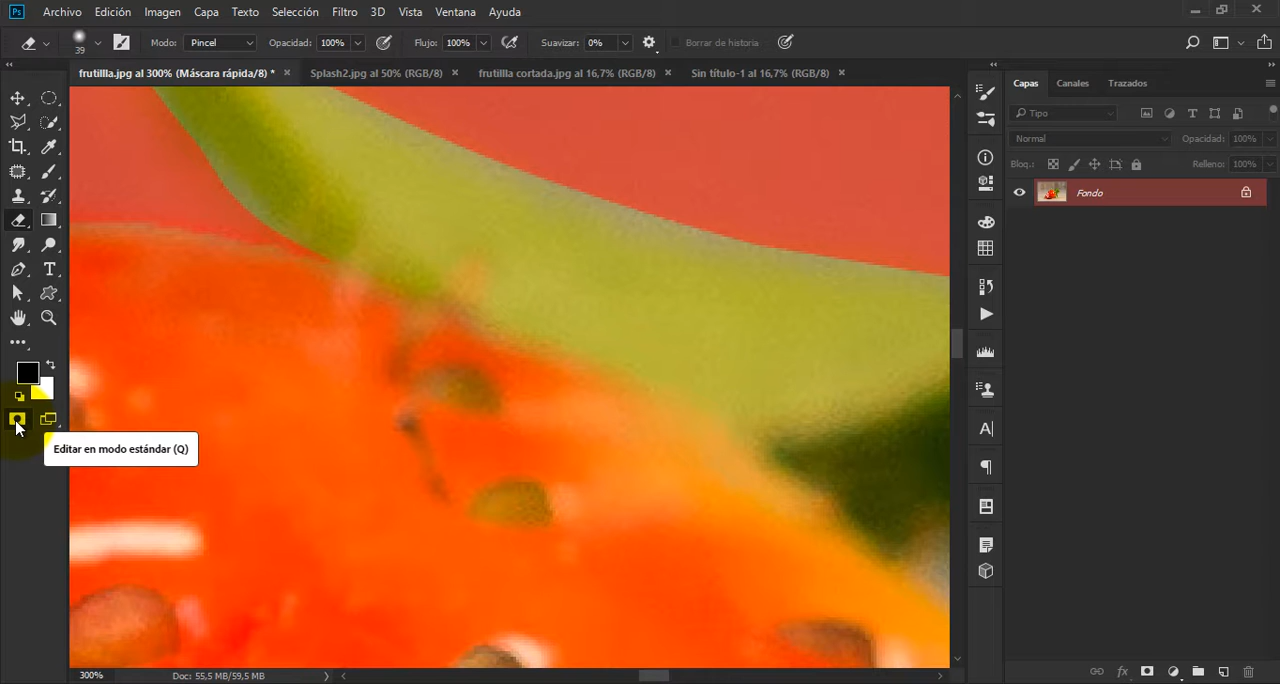 Ps Archivo Edición Imagen Capa Texto Selección Filtro 3D Vista Ventana Ayuda
39 Modo: Pincel Opacidad: 100% Flujo: 100% Suavizar: 0% Borrar de historia
frutillla.jpg al 300% (Máscara rápida/8) * × Splash2.jpg al 50% (RGB/8) × frutillla cortada.jpg al 16,7% (RGB/8) × Sin título-1 al 16,7% (RGB/8) ×
Capas Canales Trazados
Tipo
Normal Opacidad: 100%
Bloq.: Relleno: 100%
Fondo
Editar en modo estándar (Q)
300% Doc: 55,5 MB/59,5 MB